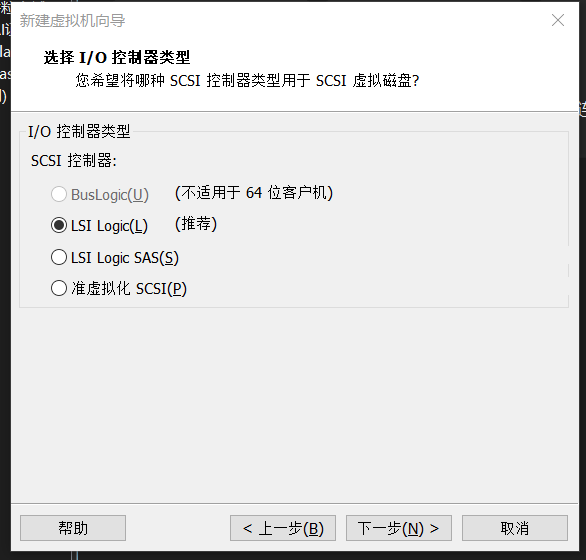 新建虚拟机向导
选择 I/O 控制器类型
您希望将哪种 SCSI 控制器类型用于 SCSI 虚拟磁盘?
I/O 控制器类型
SCSI 控制器:
BusLogic(U) (不适用于 64 位客户机)
LSI Logic(L) (推荐)
LSI Logic SAS(S)
准虚拟化 SCSI(P)
帮助 < 上一步(B) 下一步(N) > 取消